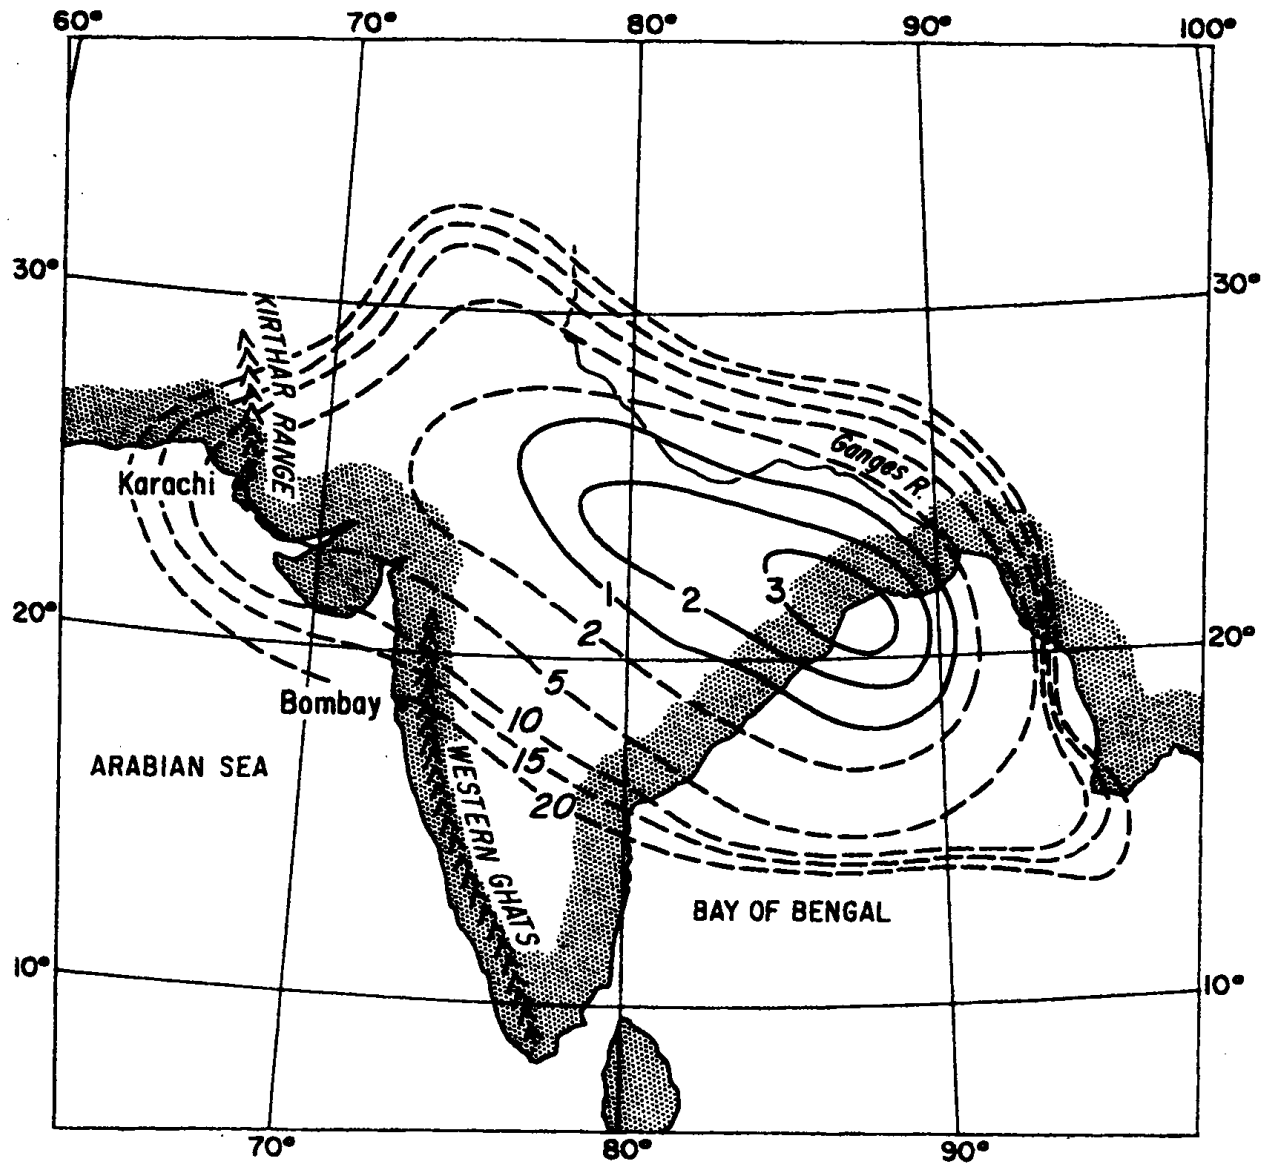 60° 70° 80° 90° 100°
30°
30°
KIRTHAR RANGE
Ganges R.
Karachi
3
1
2
20°
2
20°
5
Bombay
10
15
ARABIAN SEA
20
WESTERN GHATS
BAY OF BENGAL
10°
10°
70° 80° 90°